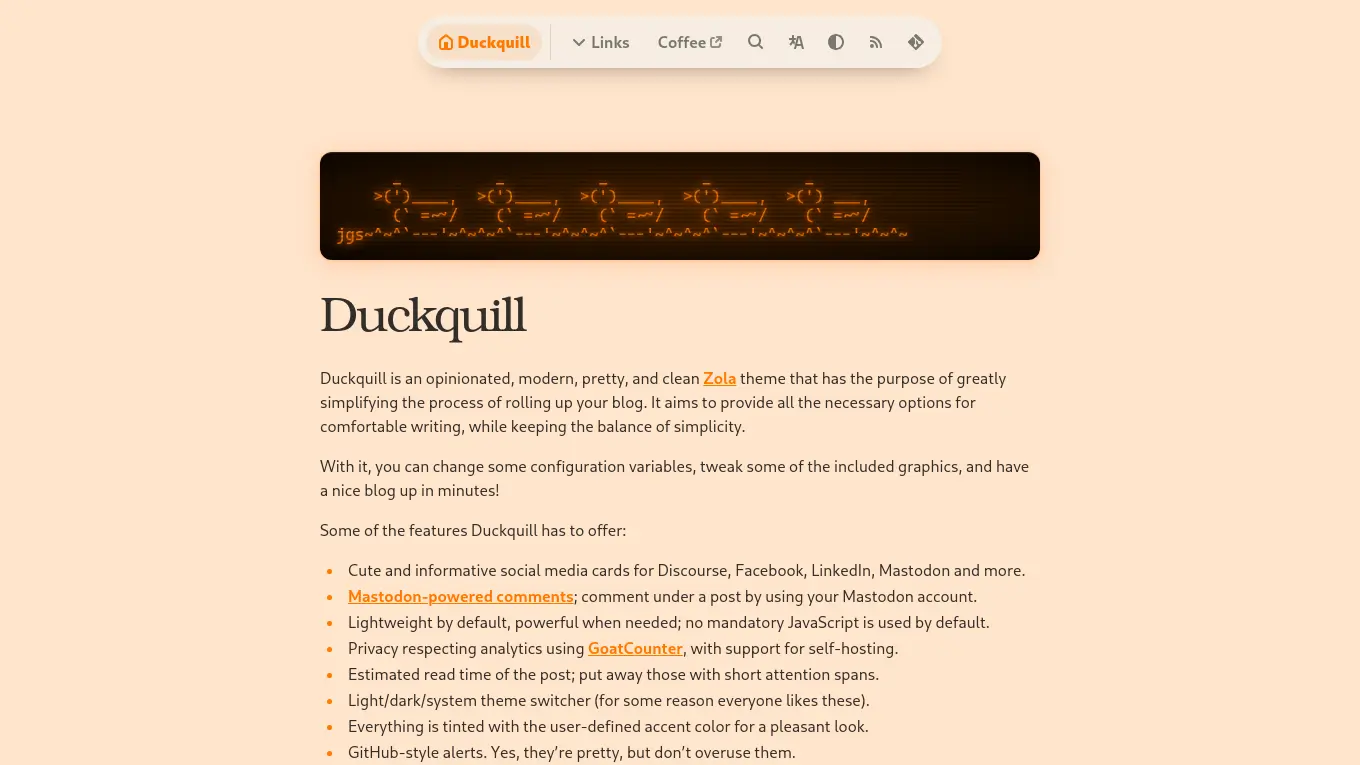 Duckquill
Links
Coffee
    _          _          _          _          _
    >(')____,  >(')____,  >(')____,  >(')____,  >(') ___,
      (` =~~/    (` =~~/    (` =~~/    (` =~~/    (` =~~/
jgs~^~^`---'~^~^~^`---'~^~^~^`---'~^~^~^`---'~^~^~^`---'~^~^~
Duckquill
Duckquill is an opinionated, modern, pretty, and clean Zola theme that has the purpose of greatly
simplifying the process of rolling up your blog. It aims to provide all the necessary options for
comfortable writing, while keeping the balance of simplicity.
With it, you can change some configuration variables, tweak some of the included graphics, and have
a nice blog up in minutes!
Some of the features Duckquill has to offer:
• Cute and informative social media cards for Discourse, Facebook, LinkedIn, Mastodon and more.
• Mastodon-powered comments; comment under a post by using your Mastodon account.
• Lightweight by default, powerful when needed; no mandatory JavaScript is used by default.
• Privacy respecting analytics using GoatCounter, with support for self-hosting.
• Estimated read time of the post; put away those with short attention spans.
• Light/dark/system theme switcher (for some reason everyone likes these).
• Everything is tinted with the user-defined accent color for a pleasant look.
• GitHub-style alerts. Yes, they’re pretty, but don’t overuse them.